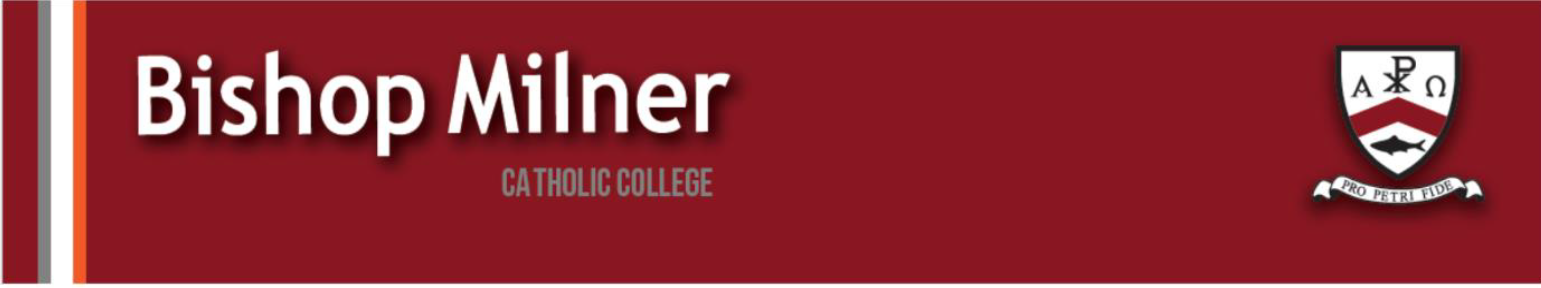 Bishop Milner
CATHOLIC COLLEGE
Α ☧ Ω
PRO PETRI FIDE